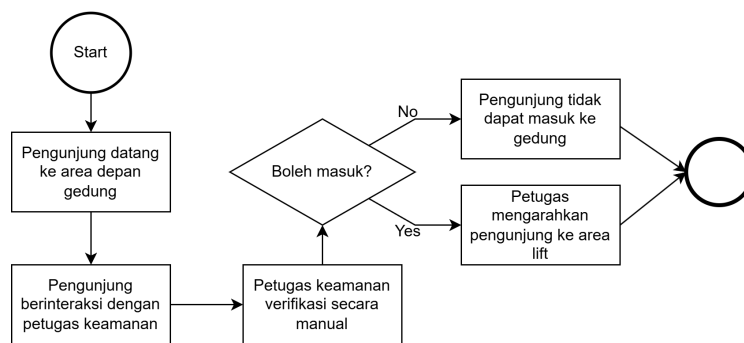 Start
Pengunjung datang
ke area depan
gedung
Pengunjung
berinteraksi dengan
petugas keamanan
Petugas keamanan
verifikasi secara
manual
Boleh masuk?
No
Pengunjung tidak
dapat masuk ke
gedung
Yes
Petugas
mengarahkan
pengunjung ke area
lift